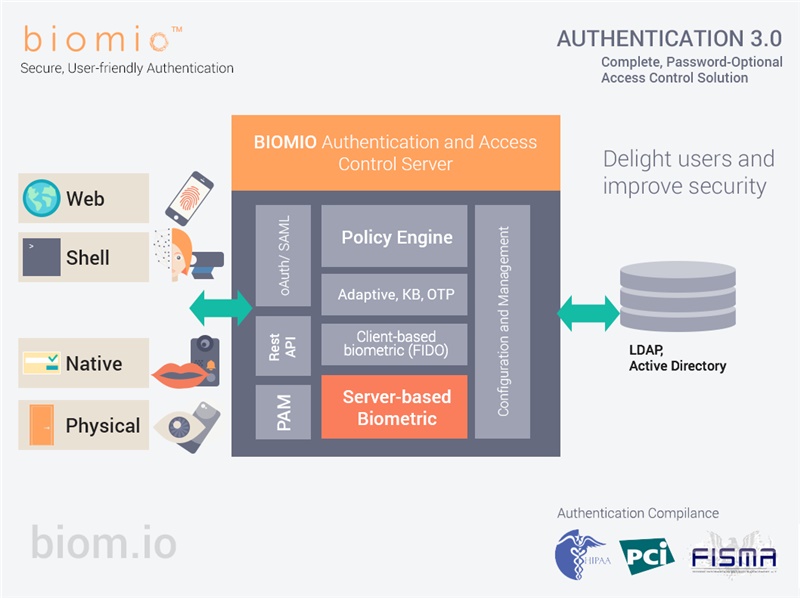 biomio™
Secure, User-friendly Authentication
AUTHENTICATION 3.0
Complete, Password-Optional
Access Control Solution
BIOMIO Authentication and Access
Control Server
Delight users and
improve security
Web
>
Shell
Native
Physical
oAuth/ SAML
Rest
API
PAM
Policy Engine
Adaptive, KB, OTP
Client-based
biometric (FIDO)
Server-based
Biometric
Configuration and Management
LDAP,
Active Directory
biom.io
Authentication Compilance
HIPAA
PCi
FISMA